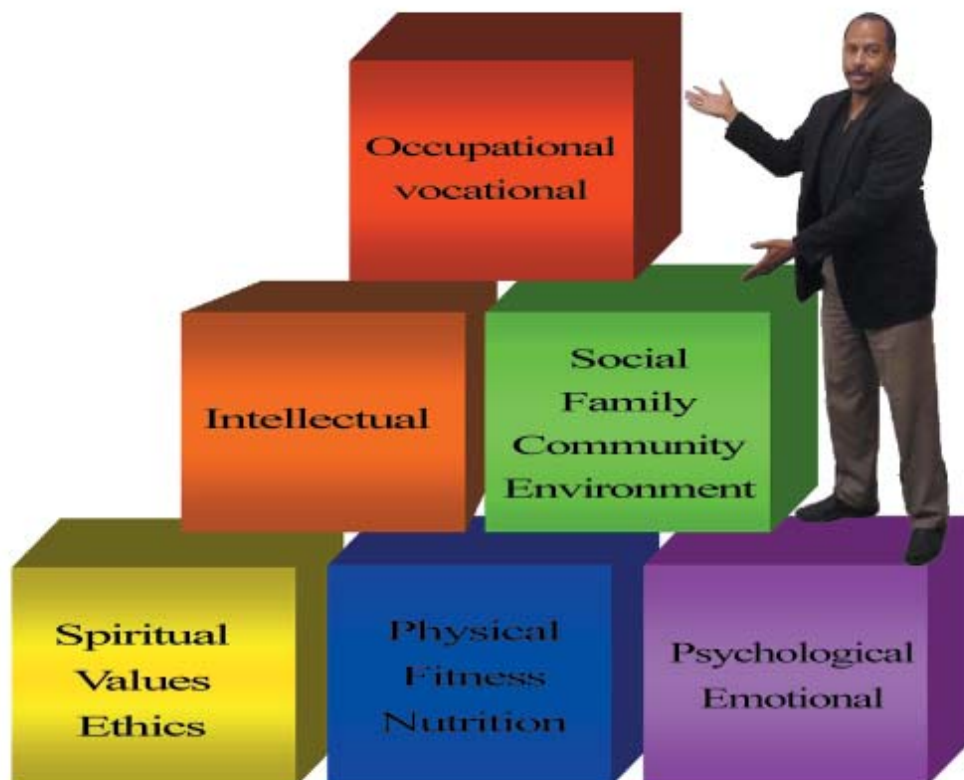 Occupational
vocational
Intellectual
Social
Family
Community
Environment
Spiritual
Values
Ethics
Physical
Fitness
Nutrition
Psychological
Emotional